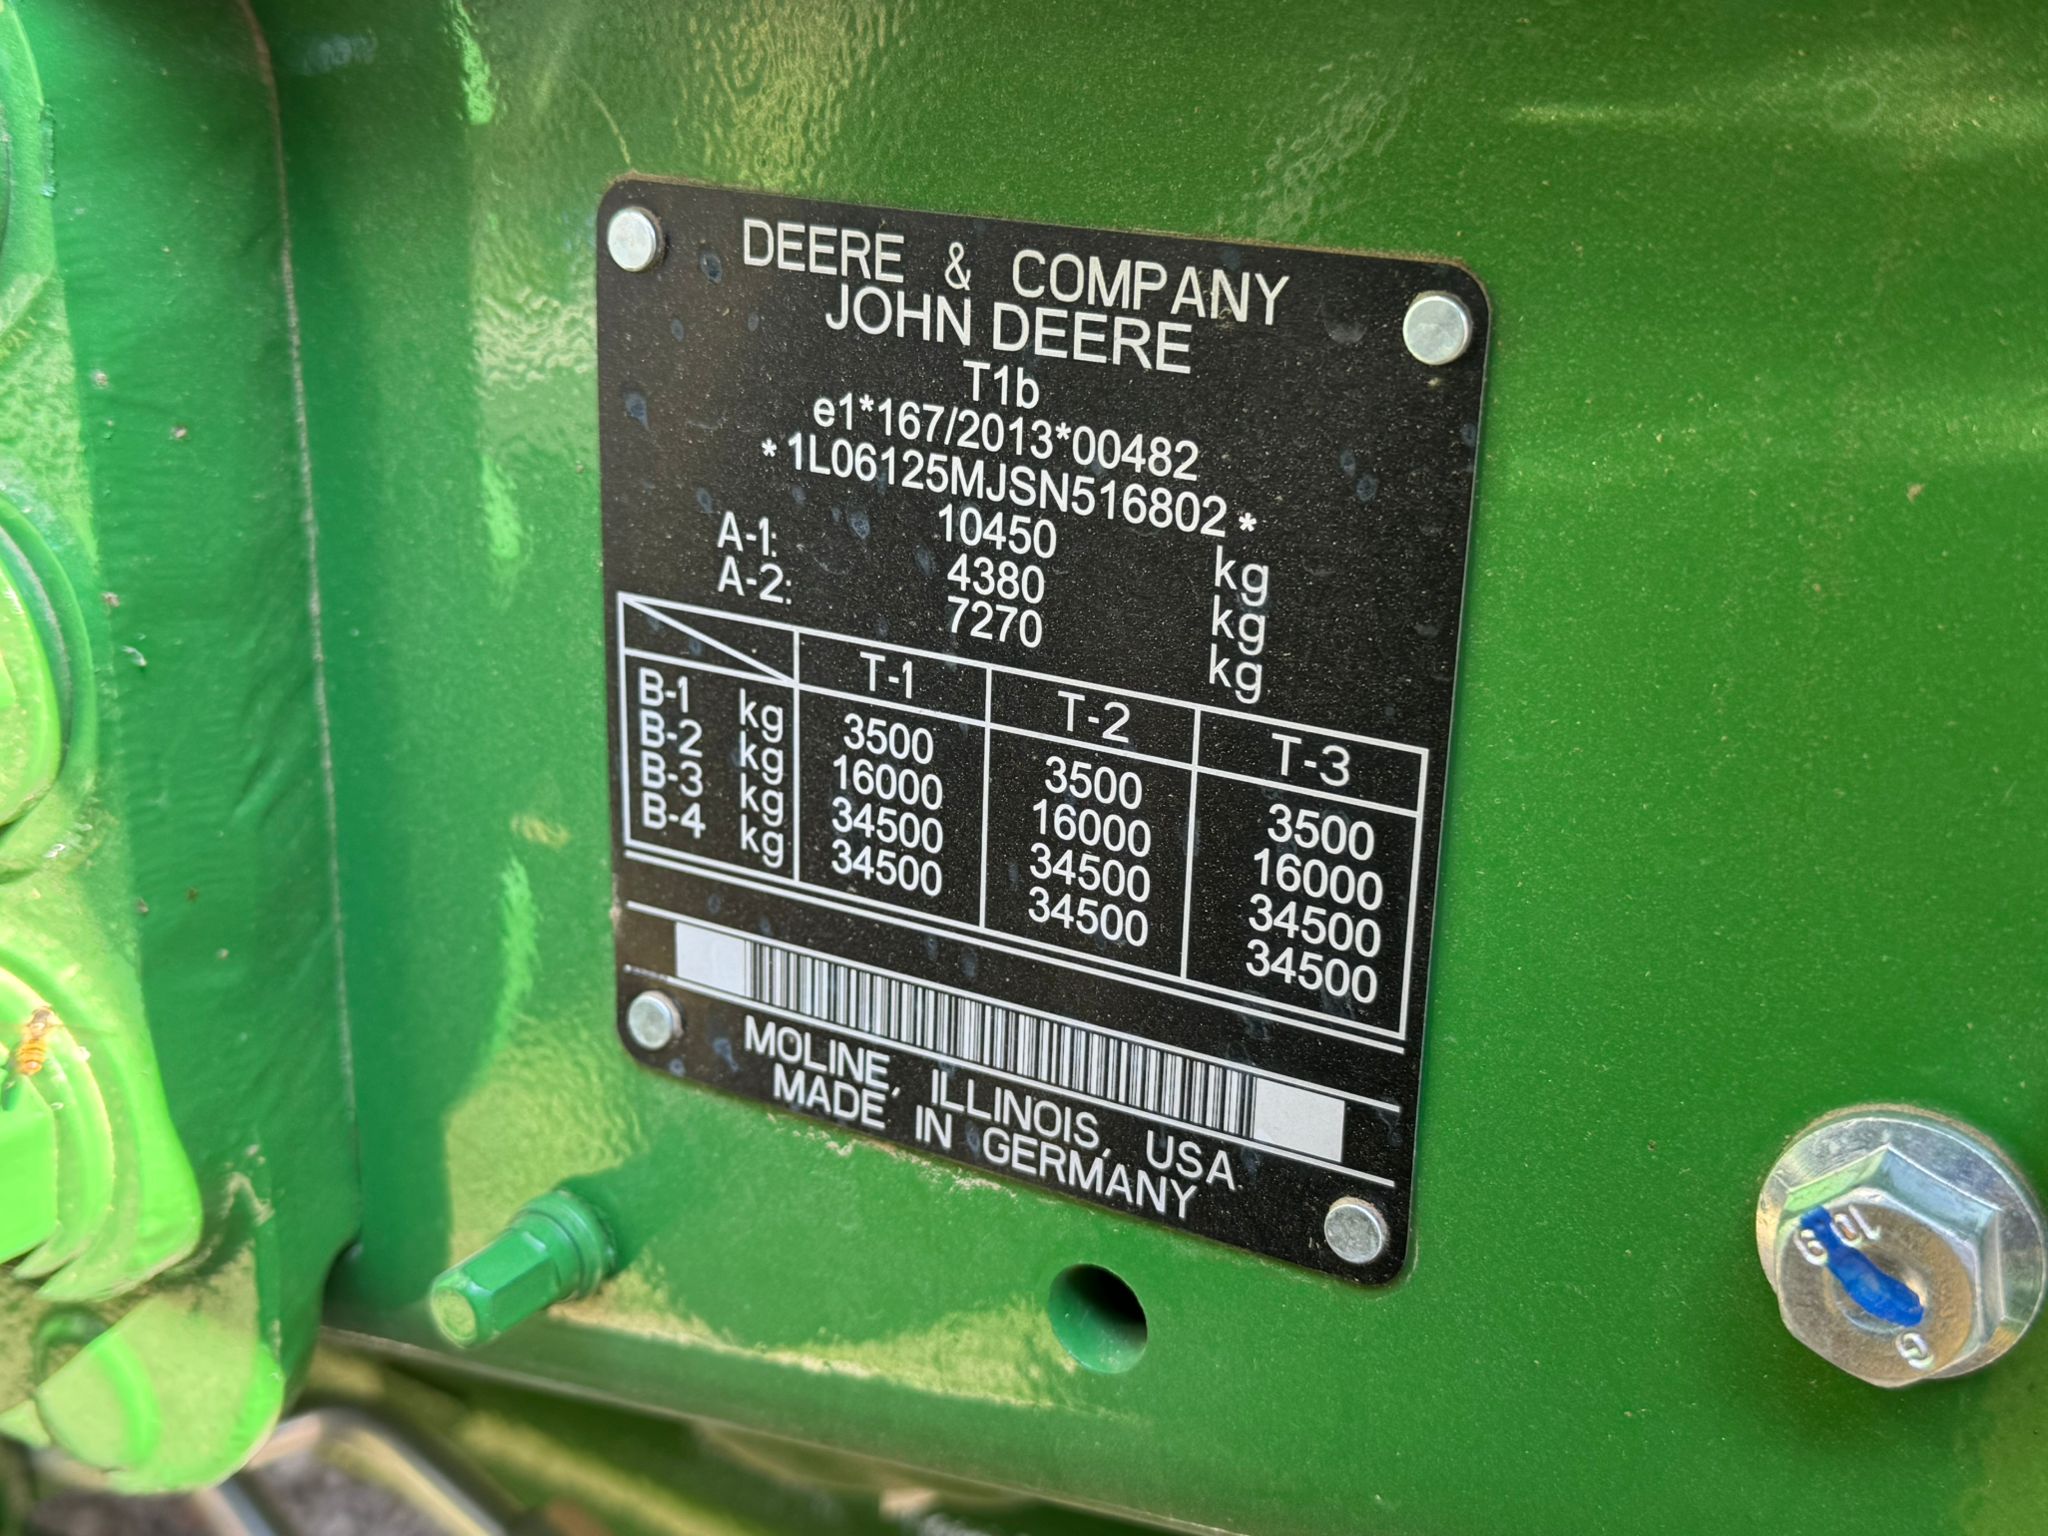 DEERE & COMPANY
JOHN DEERE
T1b
e1*167/2013*00482
*1L06125MJSN516802*
10450 kg
A-1: 4380 kg
A-2: 7270 kg
T-1 T-2 T-3
B-1 kg 3500 3500 3500
B-2 kg 16000 16000 16000
B-3 kg 34500 34500 34500
B-4 kg 34500 34500 34500
MOLINE, ILLINOIS, USA
MADE IN GERMANY
10.9